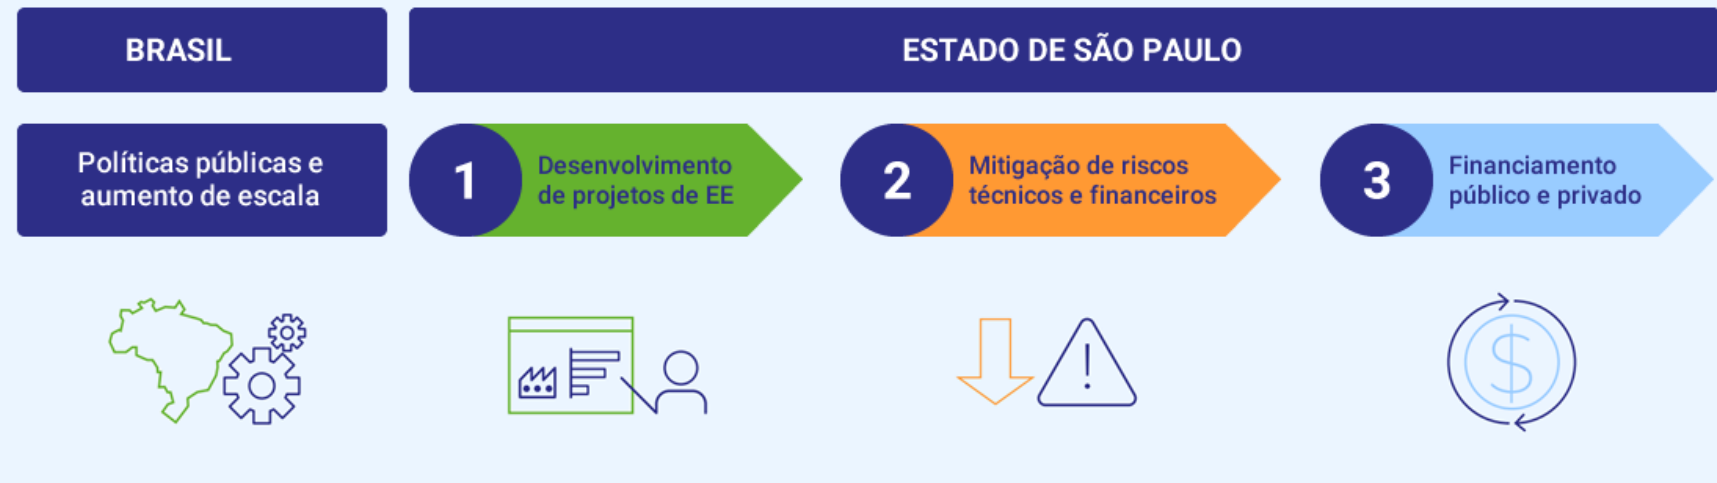 BRASIL
ESTADO DE SÃO PAULO
Políticas públicas e
aumento de escala
1
Desenvolvimento
de projetos de EE
2
Mitigação de riscos
técnicos e financeiros
3
Financiamento
público e privado
!
$